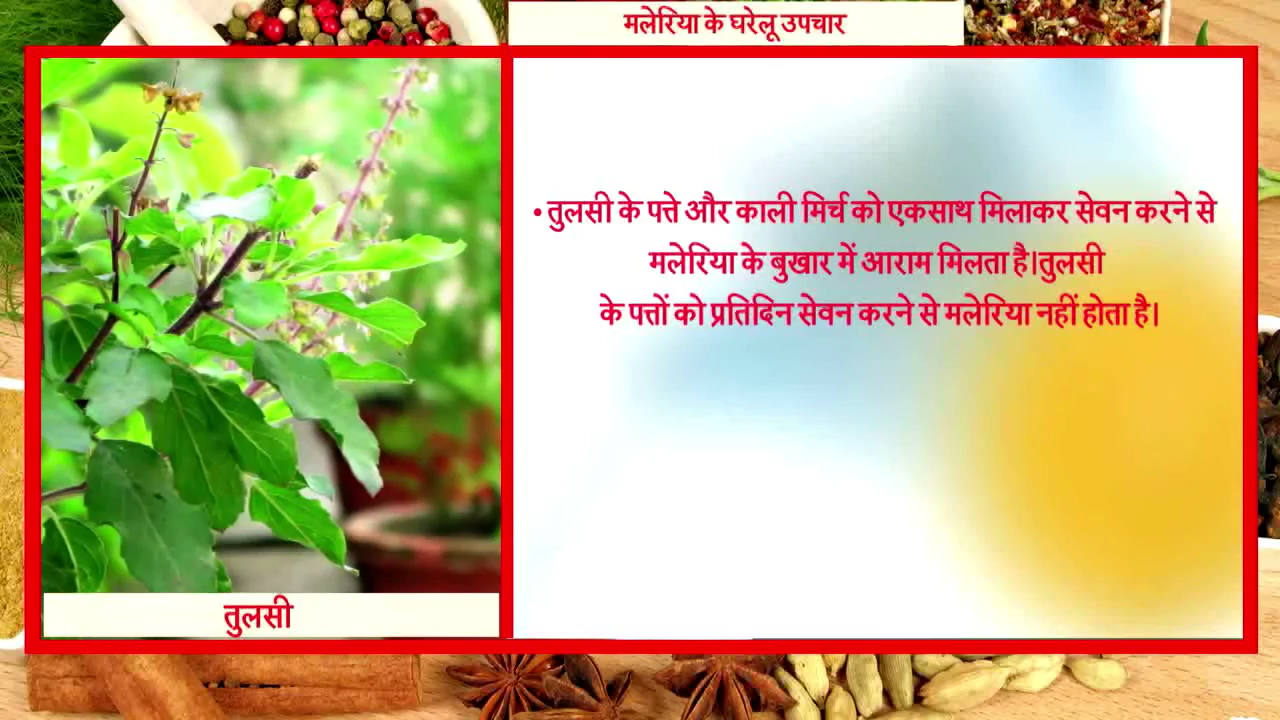 मलेरिया के घरेलू उपचार
• तुलसी के पत्ते और काली मिर्च को एकसाथ मिलाकर सेवन करने से
मलेरिया के बुखार में आराम मिलता है।तुलसी
के पत्तों को प्रतिदिन सेवन करने से मलेरिया नहीं होता है।
तुलसी